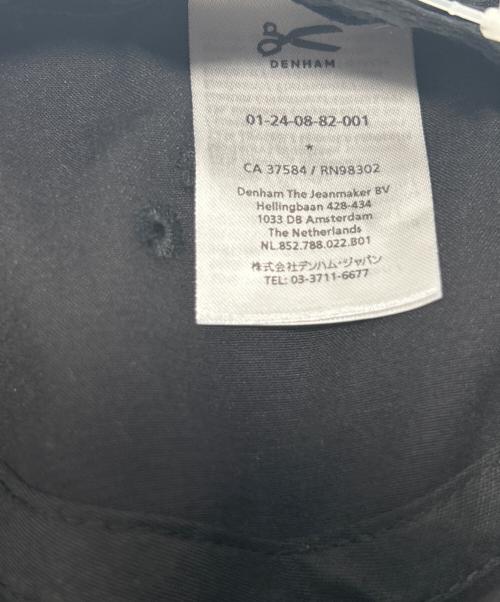 DENHAM
01-24-08-82-001
*
CA 37584 / RN98302
Denham The Jeanmaker BV
Hellingbaan 428-434
1033 DB Amsterdam
The Netherlands
NL.852.788.022.B01
株式会社デンハム・ジャパン
TEL: 03-3711-6677